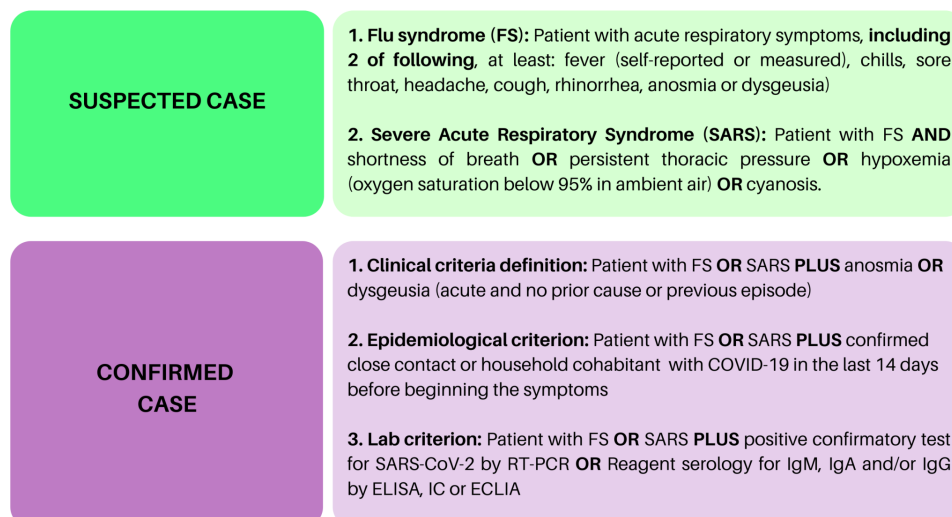 SUSPECTED CASE
1. Flu syndrome (FS): Patient with acute respiratory symptoms, including
2 of following, at least: fever (self-reported or measured), chills, sore
throat, headache, cough, rhinorrhea, anosmia or dysgeusia)
2. Severe Acute Respiratory Syndrome (SARS): Patient with FS AND
shortness of breath OR persistent thoracic pressure OR hypoxemia
(oxygen saturation below 95% in ambient air) OR cyanosis.
CONFIRMED
CASE
1. Clinical criteria definition: Patient with FS OR SARS PLUS anosmia OR
dysgeusia (acute and no prior cause or previous episode)
2. Epidemiological criterion: Patient with FS OR SARS PLUS confirmed
close contact or household cohabitant with COVID-19 in the last 14 days
before beginning the symptoms
3. Lab criterion: Patient with FS OR SARS PLUS positive confirmatory test
for SARS-CoV-2 by RT-PCR OR Reagent serology for IgM, IgA and/or IgG
by ELISA, IC or ECLIA